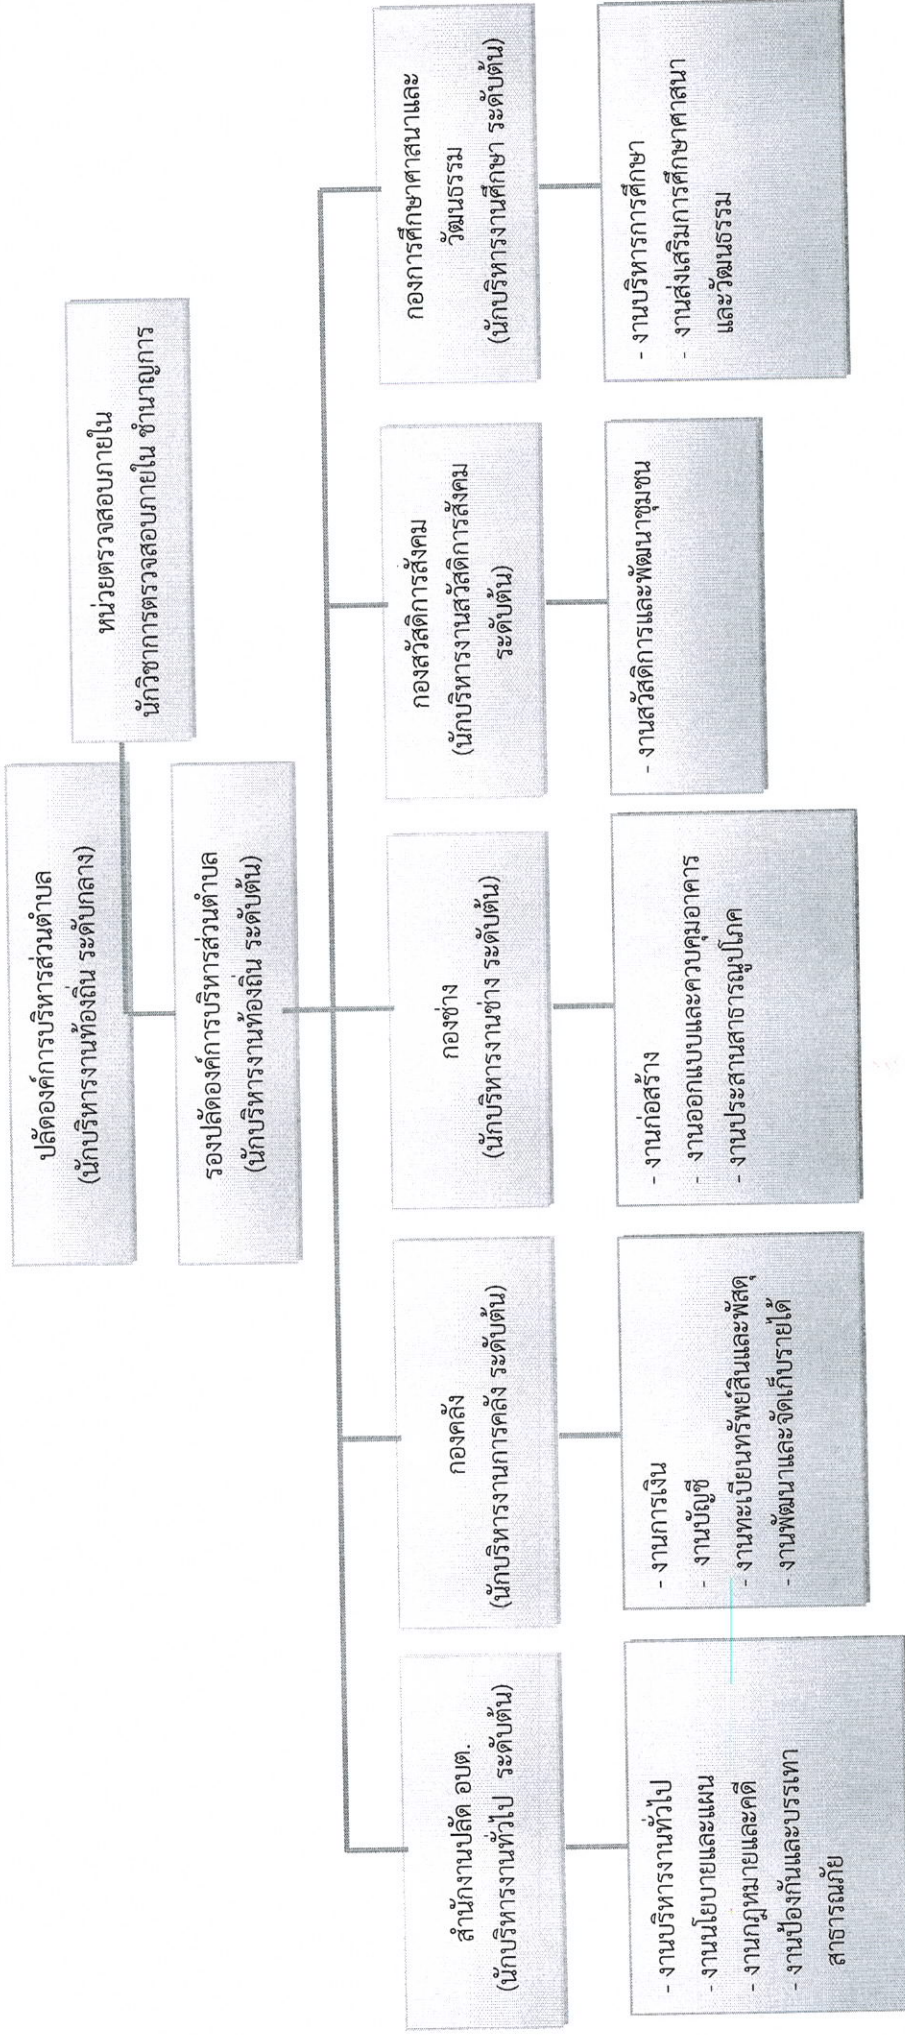 ปลัดองค์การบริหารส่วนตำบล
(นักบริหารงานท้องถิ่น ระดับกลาง)
หน่วยตรวจสอบภายใน
นักวิชาการตรวจสอบภายใน ชำนาญการ
รองปลัดองค์การบริหารส่วนตำบล
(นักบริหารงานท้องถิ่น ระดับต้น)
สำนักงานปลัด อบต.
(นักบริหารงานทั่วไป ระดับต้น)
กองคลัง
(นักบริหารงานการคลัง ระดับต้น)
กองช่าง
(นักบริหารงานช่าง ระดับต้น)
กองสวัสดิการสังคม
(นักบริหารงานสวัสดิการสังคม
ระดับต้น)
กองการศึกษาศาสนาและ
วัฒนธรรม
(นักบริหารงานศึกษา ระดับต้น)
- งานบริหารงานทั่วไป
- งานนโยบายและแผน
- งานกฎหมายและคดี
- งานป้องกันและบรรเทา
สาธารณภัย
- งานการเงิน
- งานบัญชี
- งานทะเบียนทรัพย์สินและพัสดุ
- งานพัฒนาและจัดเก็บรายได้
- งานก่อสร้าง
- งานออกแบบและควบคุมอาคาร
- งานประสานสาธารณูปโภค
- งานสวัสดิการและพัฒนาชุมชน
- งานบริหารการศึกษา
- งานส่งเสริมการศึกษาศาสนา
และวัฒนธรรม